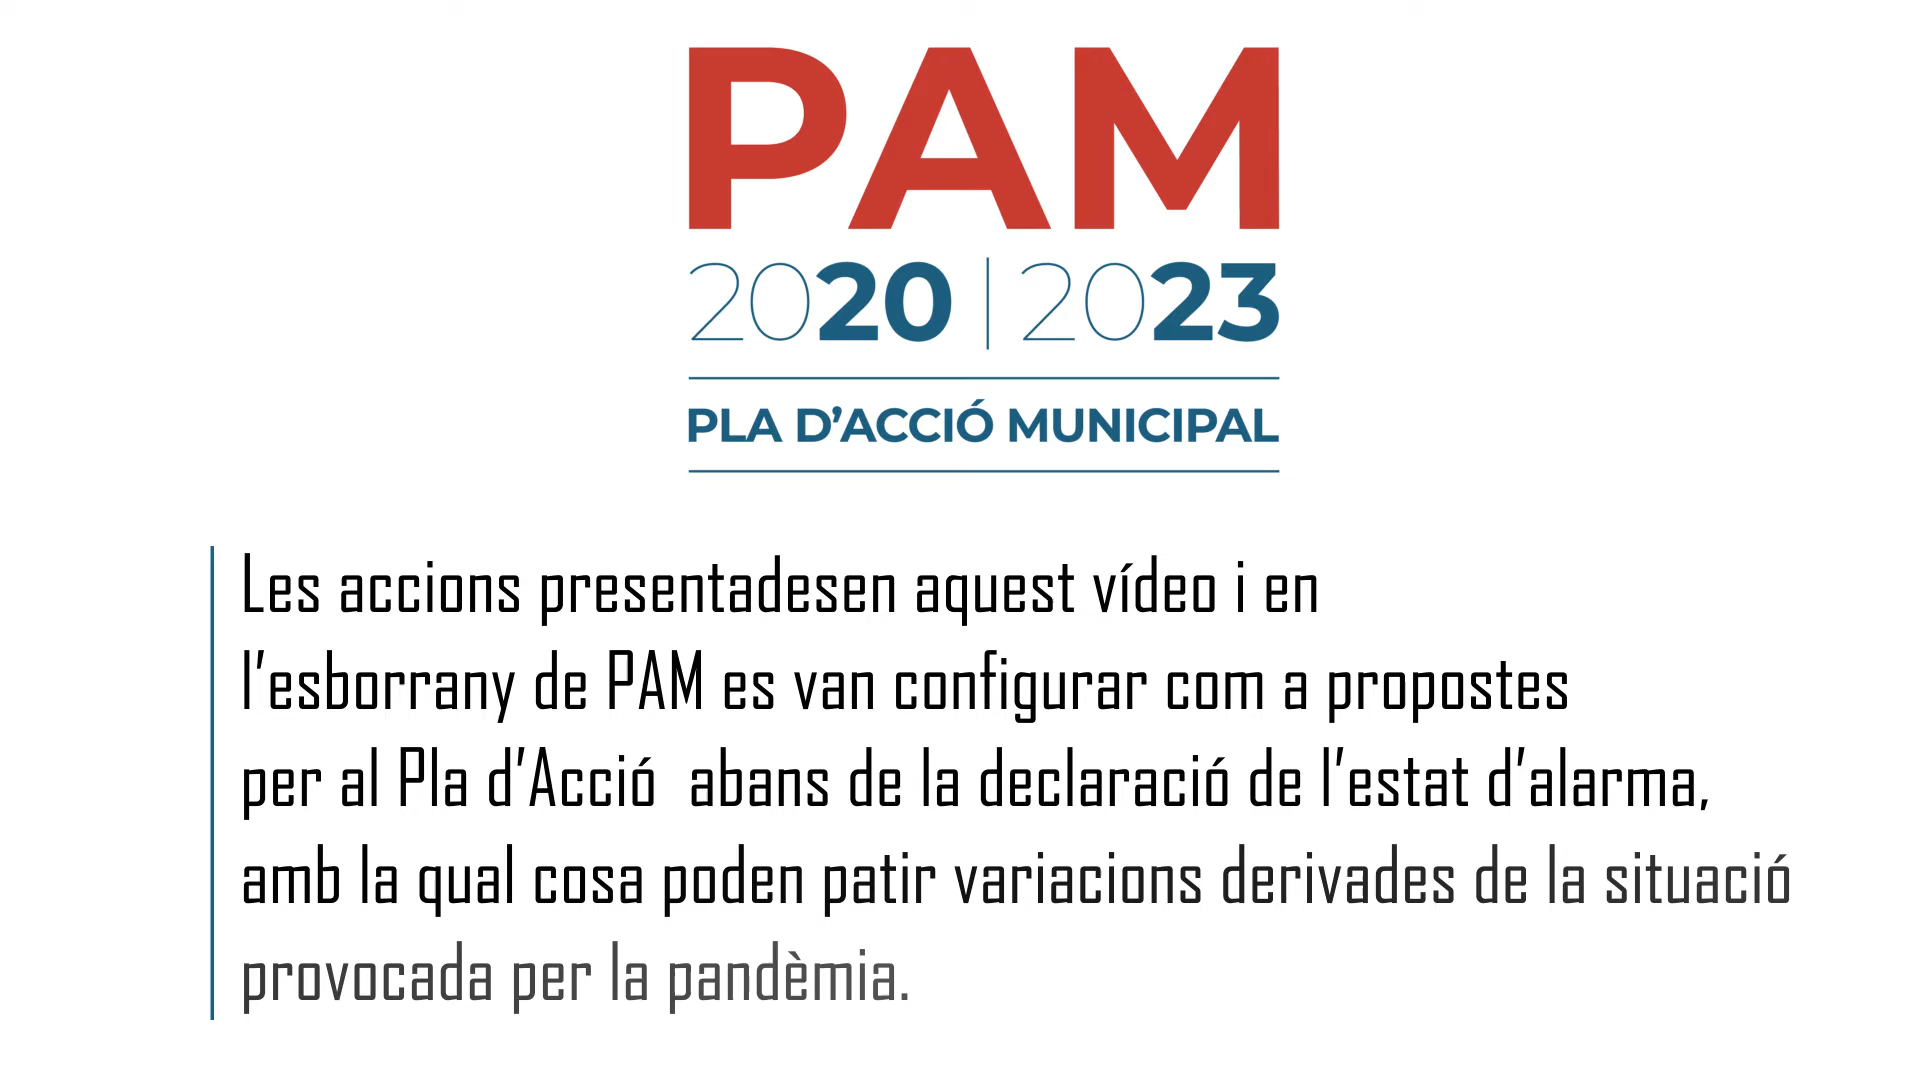 PAM
2020 | 2023
PLA D’ACCIÓ MUNICIPAL
Les accions presentadesen aquest vídeo i en
l’esborrany de PAM es van configurar com a propostes
per al Pla d’Acció  abans de la declaració de l’estat d’alarma,
amb la qual cosa poden patir variacions derivades de la situació
provocada per la pandèmia.